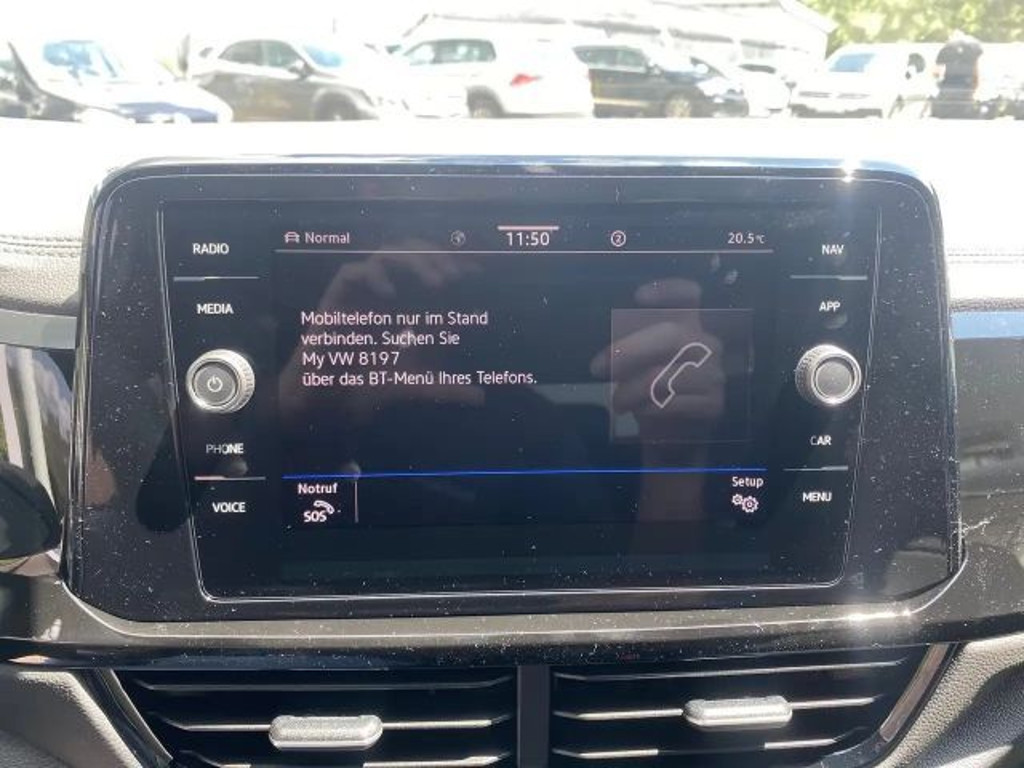 RADIO
MEDIA
PHONE
VOICE
Normal
11:50
2
20.5°C
Mobiltelefon nur im Stand
verbinden. Suchen Sie
My VW 8197
über das BT-Menü Ihres Telefons.
Notruf
SOS
Setup
NAV
APP
CAR
MENU